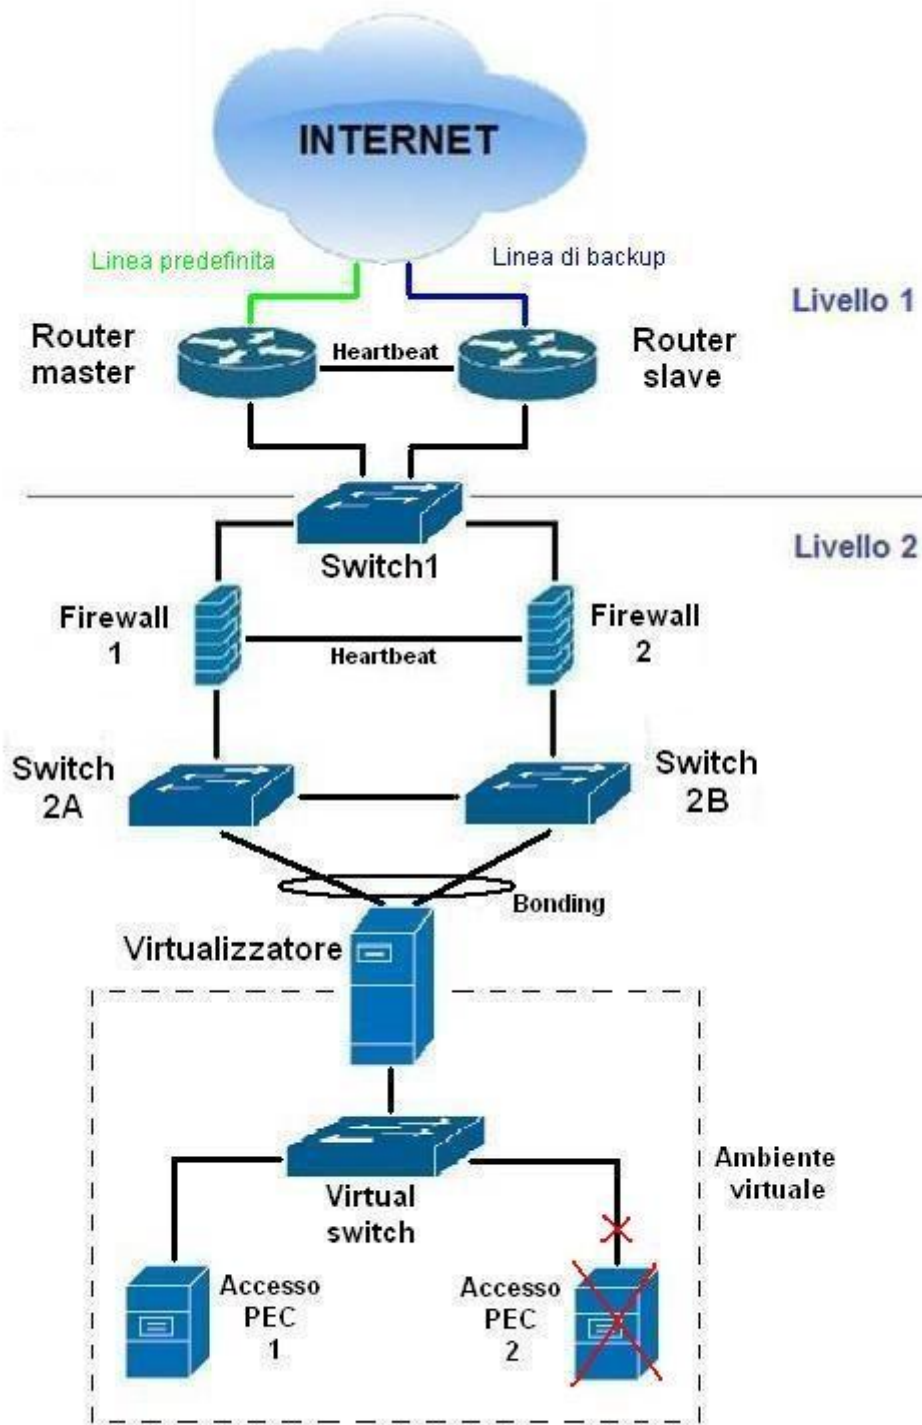 INTERNET
Linea predefinita
Linea di backup
Livello 1
Router
master
Heartbeat
Router
slave
Switch1
Livello 2
Firewall
1
Heartbeat
Firewall
2
Switch
2A
Switch
2B
Bonding
Virtualizzatore
Virtual
switch
Ambiente
virtuale
Accesso
PEC
1
Accesso
PEC
2